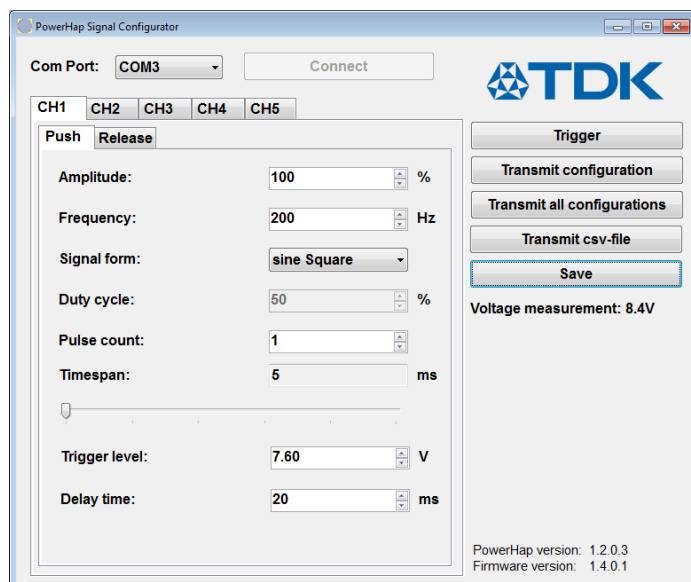 PowerHap Signal Configurator
Com Port: COM3 Connect
TDK
CH1 CH2 CH3 CH4 CH5
Push Release
Trigger
Amplitude: 100 %
Transmit configuration
Frequency: 200 Hz
Transmit all configurations
Signal form: sine Square
Transmit csv-file
Save
Duty cycle: 50 %
Voltage measurement: 8.4V
Pulse count: 1
Timespan: 5 ms
Trigger level: 7.60 V
Delay time: 20 ms
PowerHap version: 1.2.0.3
Firmware version: 1.4.0.1